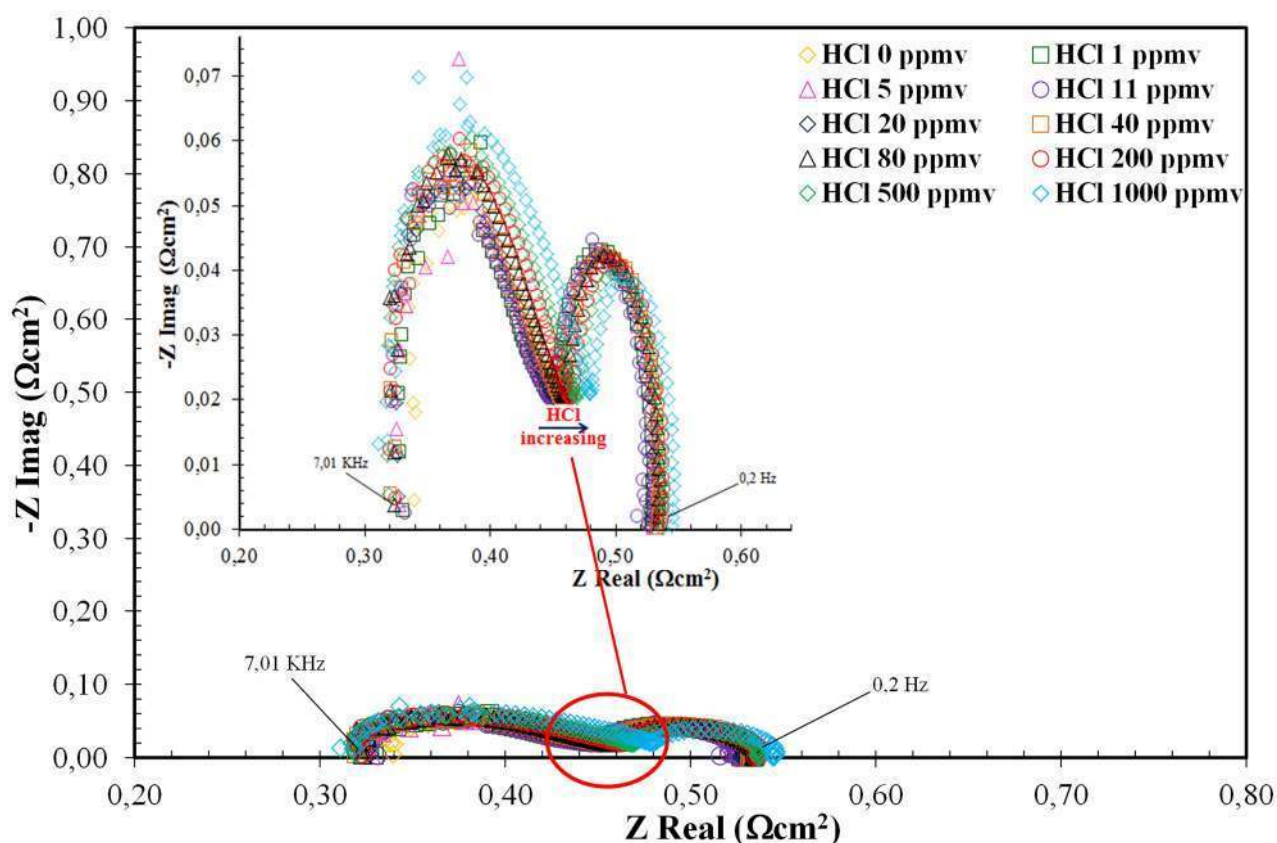 HCl 0 ppmv
HCl 1 ppmv
HCl 5 ppmv
HCl 11 ppmv
HCl 20 ppmv
HCl 40 ppmv
HCl 80 ppmv
HCl 200 ppmv
HCl 500 ppmv
HCl 1000 ppmv
-Z Imag (Ωcm²)
1,00
0,90
0,80
0,70
0,60
0,50
0,40
0,30
0,20
0,10
0,00
-Z Imag (Ωcm²)
0,07
0,06
0,05
0,04
0,03
0,02
0,01
0,00
HCl
increasing
7,01 KHz
0,2 Hz
0,20 0,30 0,40 0,50 0,60
Z Real (Ωcm²)
7,01 KHz
0,2 Hz
0,20 0,30 0,40 0,50 0,60 0,70 0,80
Z Real (Ωcm²)